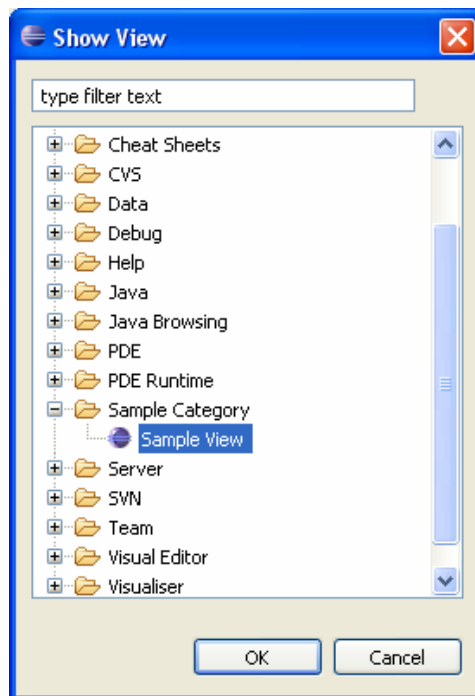 Show View
type filter text
Cheat Sheets
CVS
Data
Debug
Help
Java
Java Browsing
PDE
PDE Runtime
Sample Category
Sample View
Server
SVN
Team
Visual Editor
Visualiser
OK Cancel